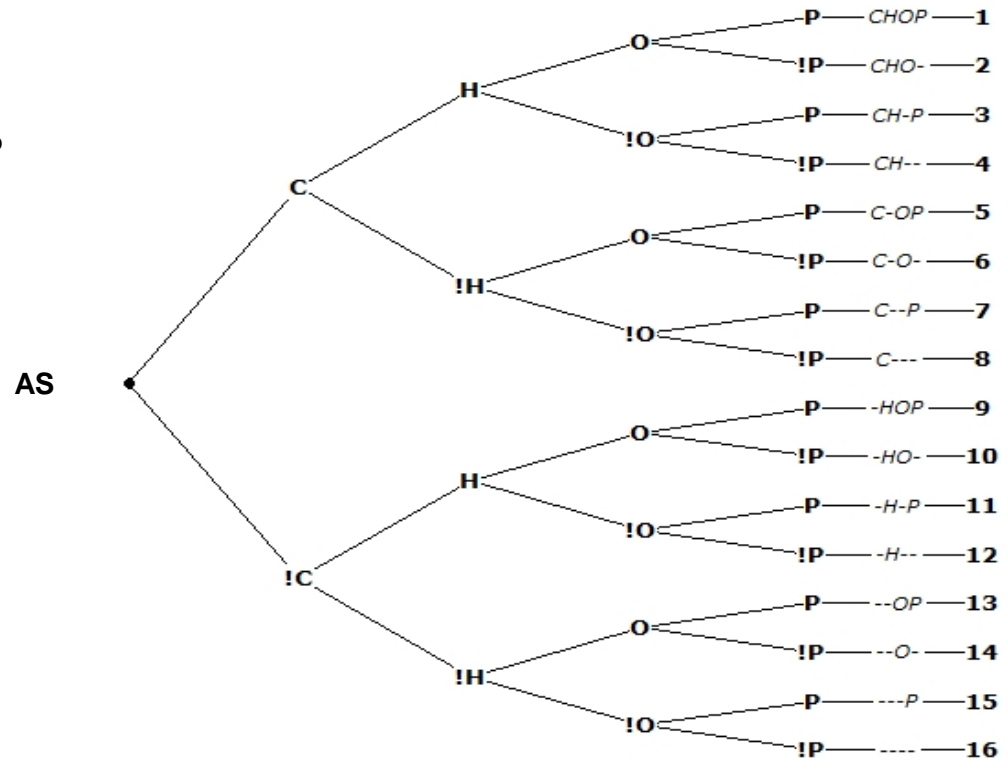 P CHOP 1
O
!P CHO- 2
H
P CH-P 3
!O
!P CH-- 4
C
P C-OP 5
O
!P C-O- 6
!H
P C--P 7
!O
!P C--- 8
AS
P -HOP 9
O
!P -HO- 10
H
P -H-P 11
!O
!P -H-- 12
!C
P --OP 13
O
!P --O- 14
!H
P ---P 15
!O
!P ---- 16